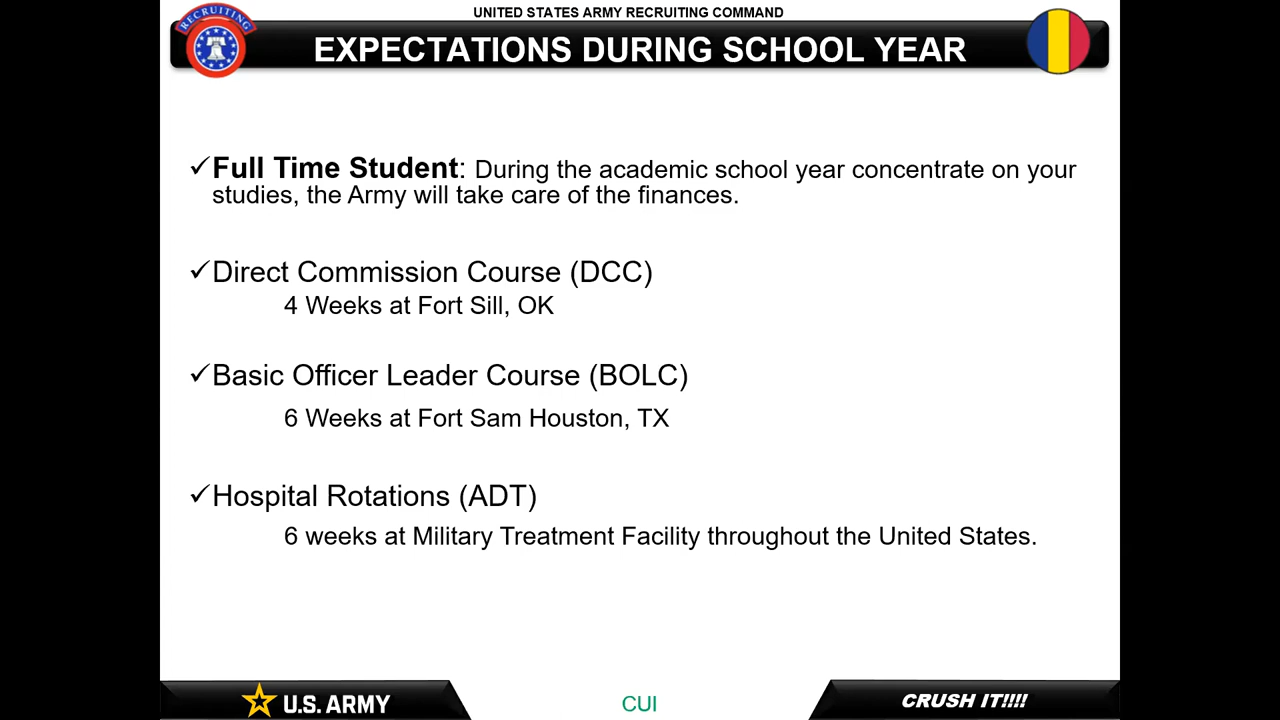 UNITED STATES ARMY RECRUITING COMMAND
RECRUITING
EXPECTATIONS DURING SCHOOL YEAR
✓Full Time Student: During the academic school year concentrate on your
studies, the Army will take care of the finances.
✓Direct Commission Course (DCC)
4 Weeks at Fort Sill, OK
✓Basic Officer Leader Course (BOLC)
6 Weeks at Fort Sam Houston, TX
✓Hospital Rotations (ADT)
6 weeks at Military Treatment Facility throughout the United States.
U.S. ARMY
CUI
CRUSH IT!!!!